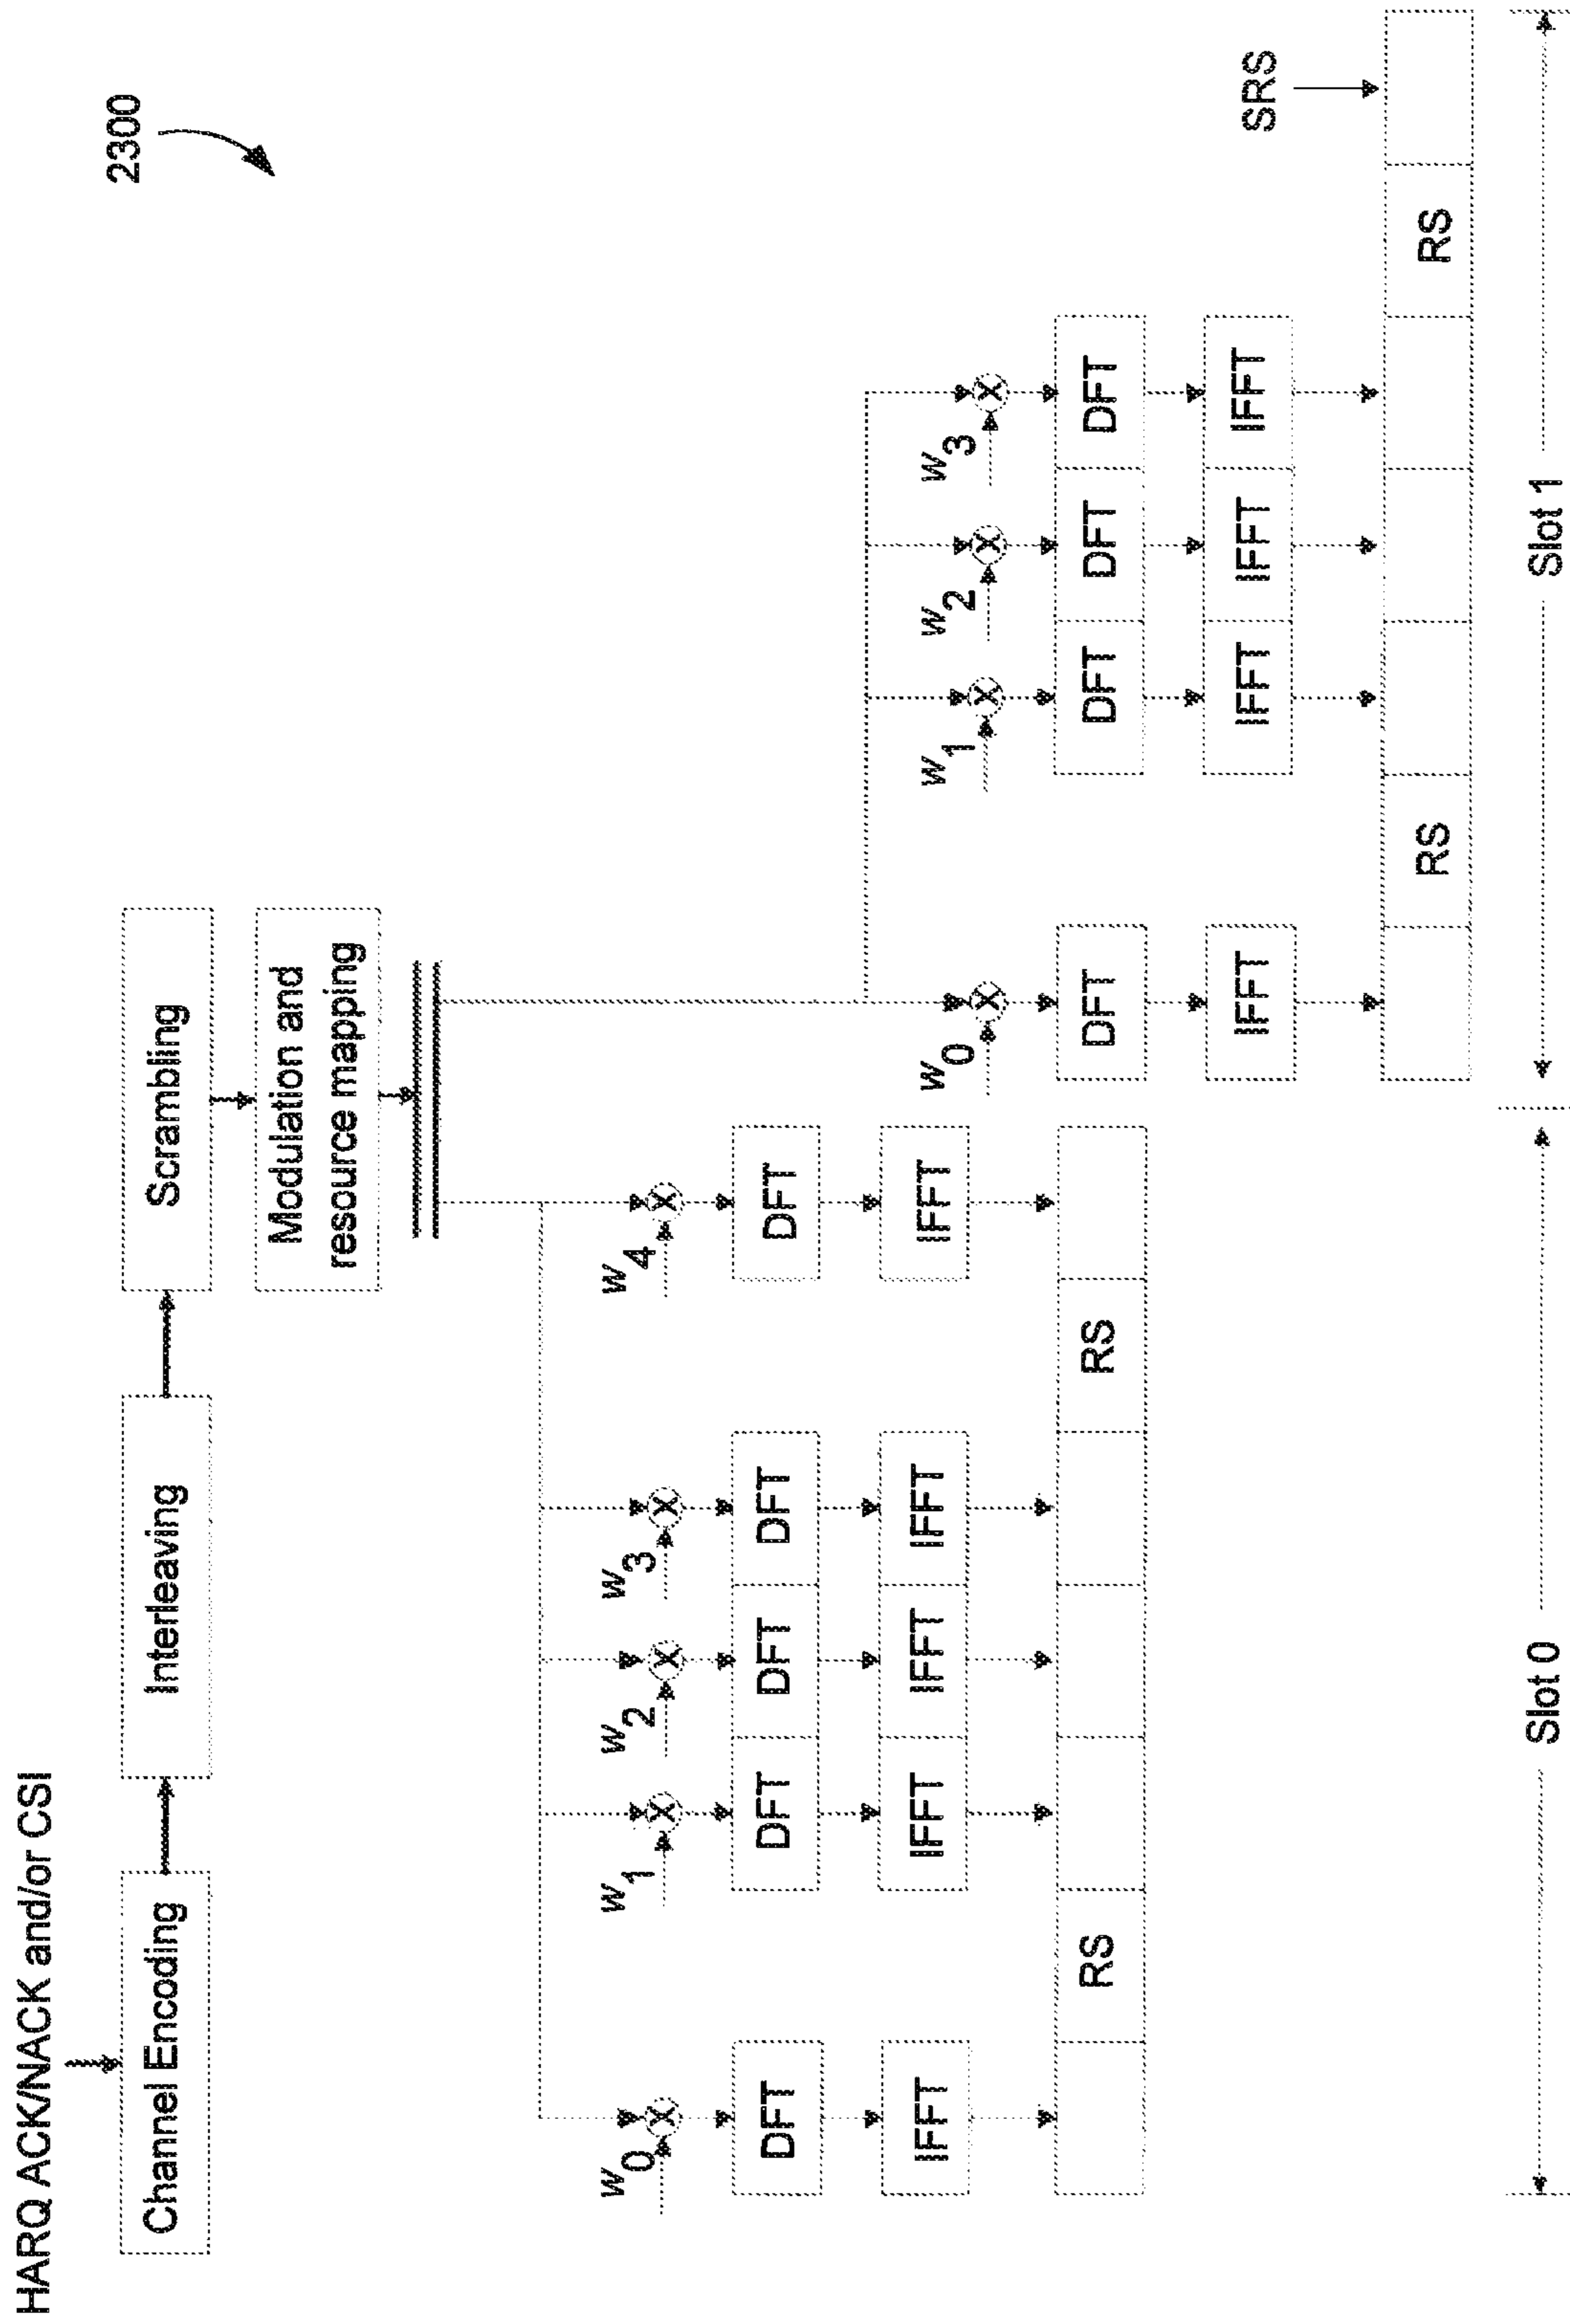 2300
HARQ ACK/NACK and/or CSI
Channel Encoding
Interleaving
Scrambling
Modulation and
resource mapping
w0
w1
w2
w3
w4
DFT
DFT
DFT
DFT
DFT
IFFT
IFFT
IFFT
IFFT
IFFT
RS
RS
w0
w1
w2
w3
DFT
DFT
DFT
DFT
IFFT
IFFT
IFFT
IFFT
SRS
RS
RS
Slot 0
Slot 1